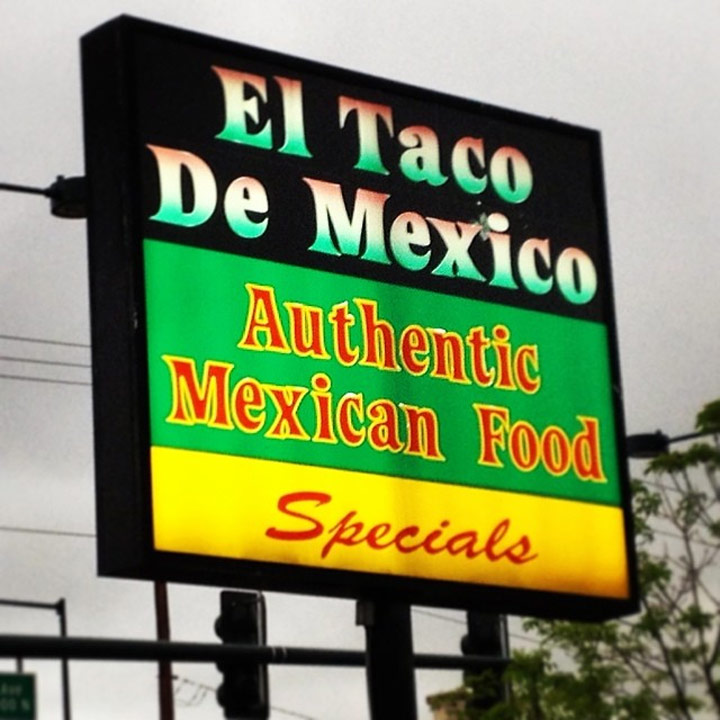 El Taco
De Mexico
Authentic
Mexican Food
Specials